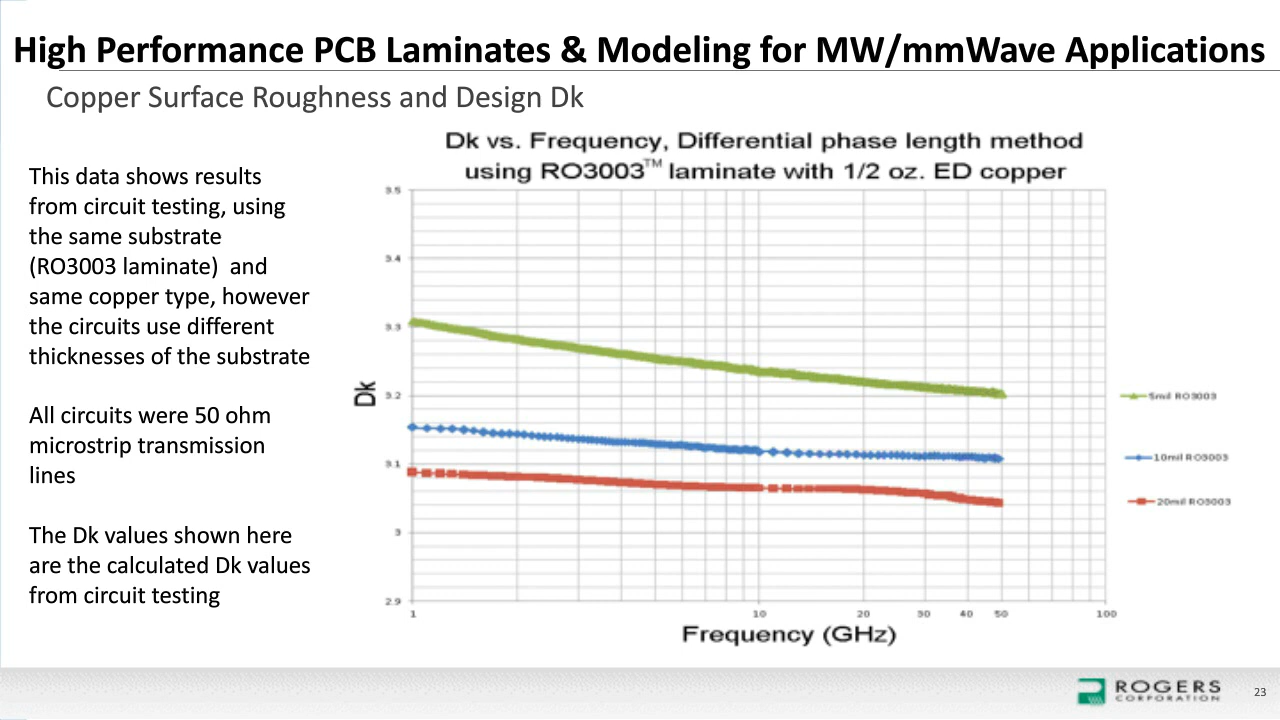 High Performance PCB Laminates & Modeling for MW/mmWave Applications
Copper Surface Roughness and Design Dk
This data shows results
from circuit testing, using
the same substrate
(RO3003 laminate)  and
same copper type, however
the circuits use different
thicknesses of the substrate
All circuits were 50 ohm
microstrip transmission
lines
The Dk values shown here
are the calculated Dk values
from circuit testing
Dk vs. Frequency, Differential phase length method
using RO3003™ laminate with 1/2 oz. ED copper
3.5
3.4
3.3
3.2
3.1
3
2.9
Dk
1
10
20
30
40
50
100
Frequency (GHz)
5mil RO3003
10mil RO3003
20mil RO3003
ROGERS
CORPORATION
23